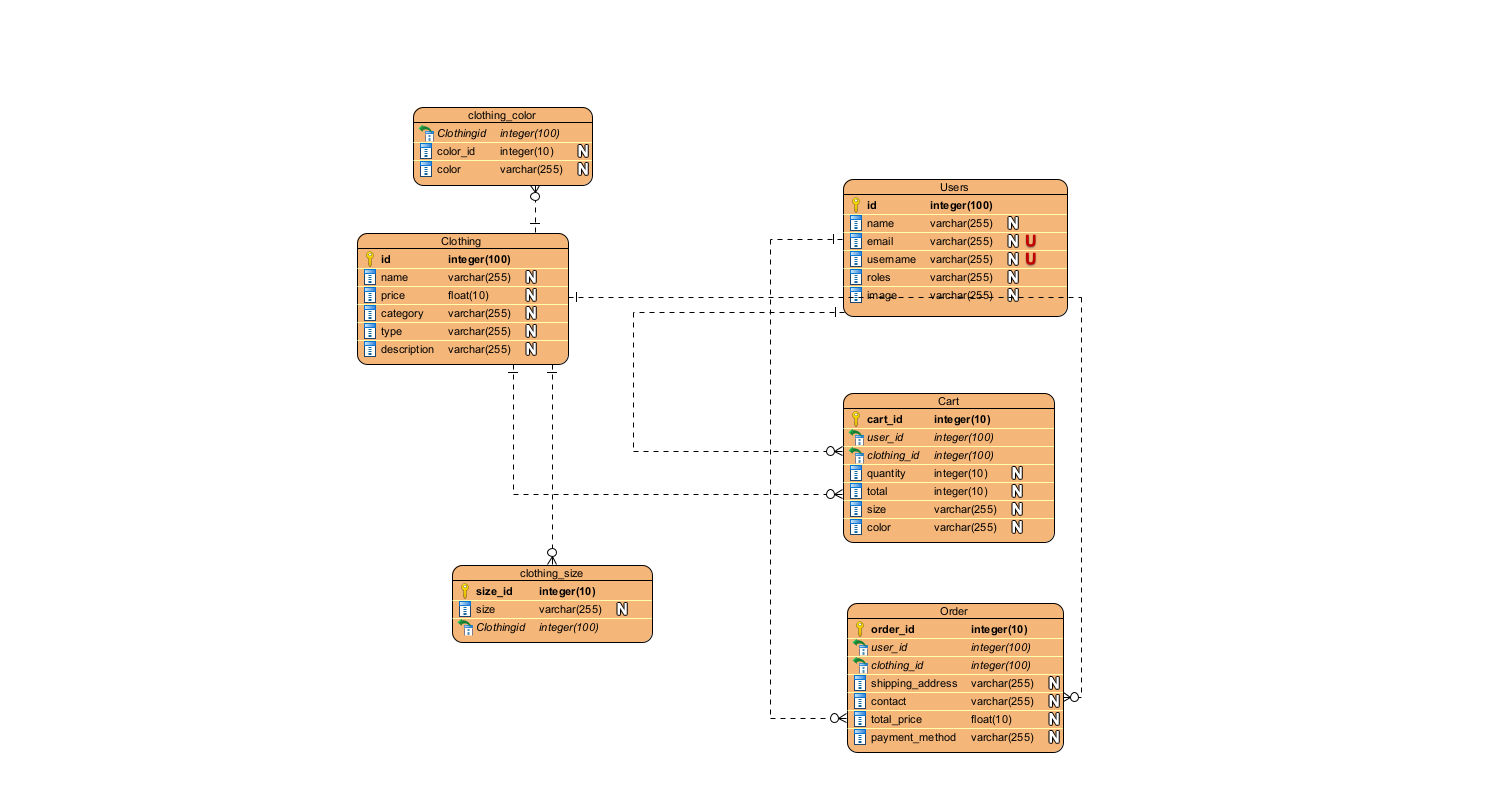 clothing_color
Clothingid integer(100)
color_id integer(10) N
color varchar(255) N
Clothing
id integer(100)
name varchar(255) N
price float(10) N
category varchar(255) N
type varchar(255) N
description varchar(255) N
Users
id integer(100)
name varchar(255) N
email varchar(255) N U
username varchar(255) N U
roles varchar(255) N
image varchar(255) N
Cart
cart_id integer(10)
user_id integer(100)
clothing_id integer(100)
quantity integer(10) N
total integer(10) N
size varchar(255) N
color varchar(255) N
clothing_size
size_id integer(10)
size varchar(255) N
Clothingid integer(100)
Order
order_id integer(10)
user_id integer(100)
clothing_id integer(100)
shipping_address varchar(255) N
contact varchar(255) N
total_price float(10) N
payment_method varchar(255) N